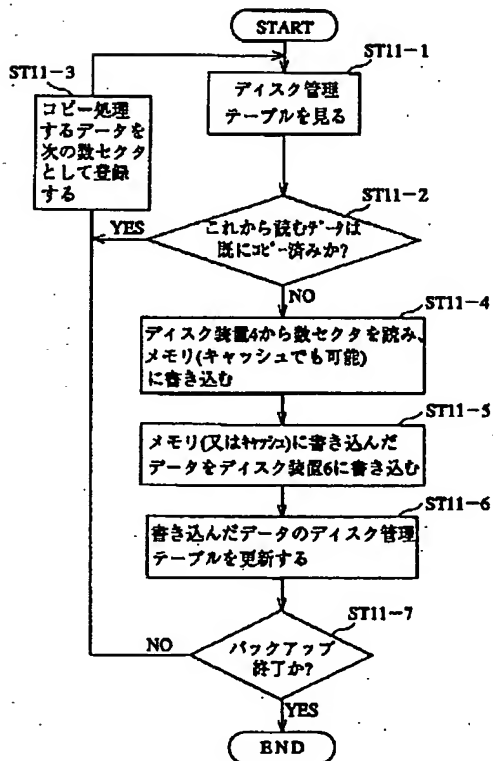 START
ST11-1
ディスク管理
テーブルを見る
ST11-3
コピー処理
するデータを
次の数セクタ
として登録
する
ST11-2
これから読むデータは
既にコピー済みか?
YES
NO
ST11-4
ディスク装置4から数セクタを読み、
メモリ(キャッシュでも可能)
に書き込む
ST11-5
メモリ(又はキャッシュ)に書き込んだ
データをディスク装置6に書き込む
ST11-6
書き込んだデータのディスク管理
テーブルを更新する
ST11-7
バックアップ
終了か?
NO
YES
END